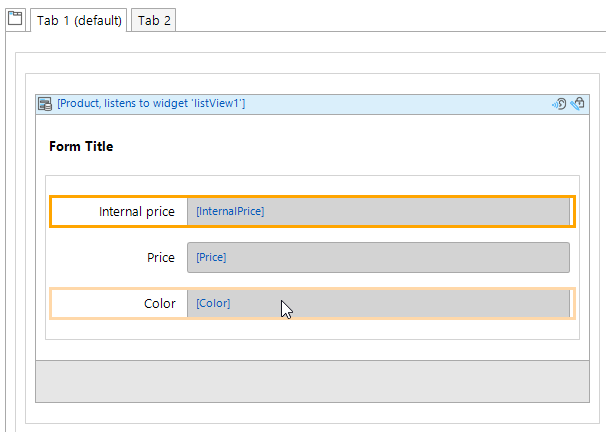 Tab 1 (default) Tab 2
[Product, listens to widget 'listView1']
Form Title
Internal price [InternalPrice]
Price [Price]
Color [Color]